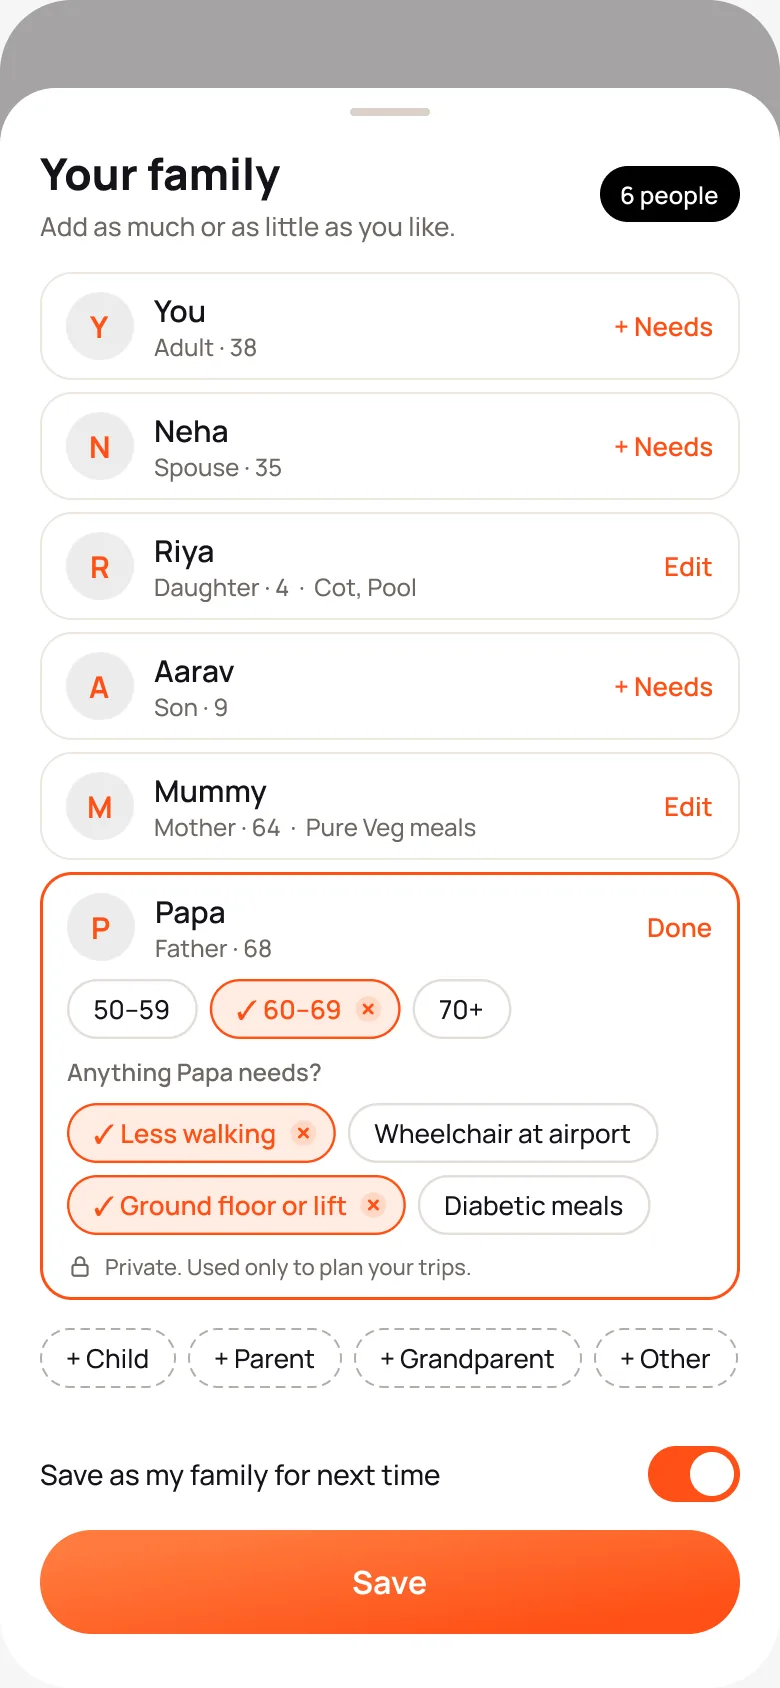 Your family
6 people
Add as much or as little as you like.
Y
You
Adult · 38
+ Needs
N
Neha
Spouse · 35
+ Needs
R
Riya
Daughter · 4 · Cot, Pool
Edit
A
Aarav
Son · 9
+ Needs
M
Mummy
Mother · 64 · Pure Veg meals
Edit
P
Papa
Father · 68
Done
50–59 ✓ 60–69 × 70+
Anything Papa needs?
✓ Less walking × Wheelchair at airport
✓ Ground floor or lift × Diabetic meals
Private. Used only to plan your trips.
+ Child + Parent + Grandparent + Other
Save as my family for next time
Save